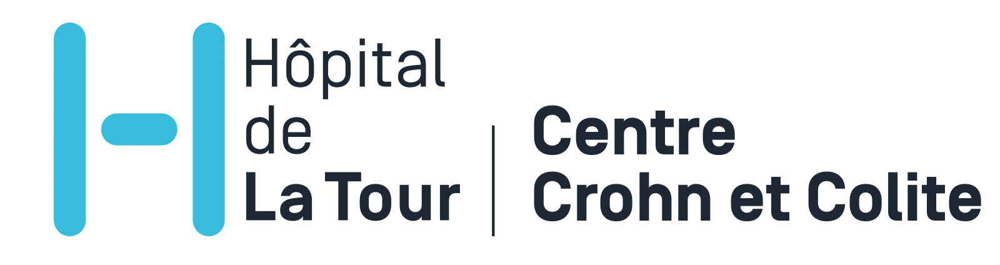 Hôpital
de
La Tour
Centre
Crohn et Colite